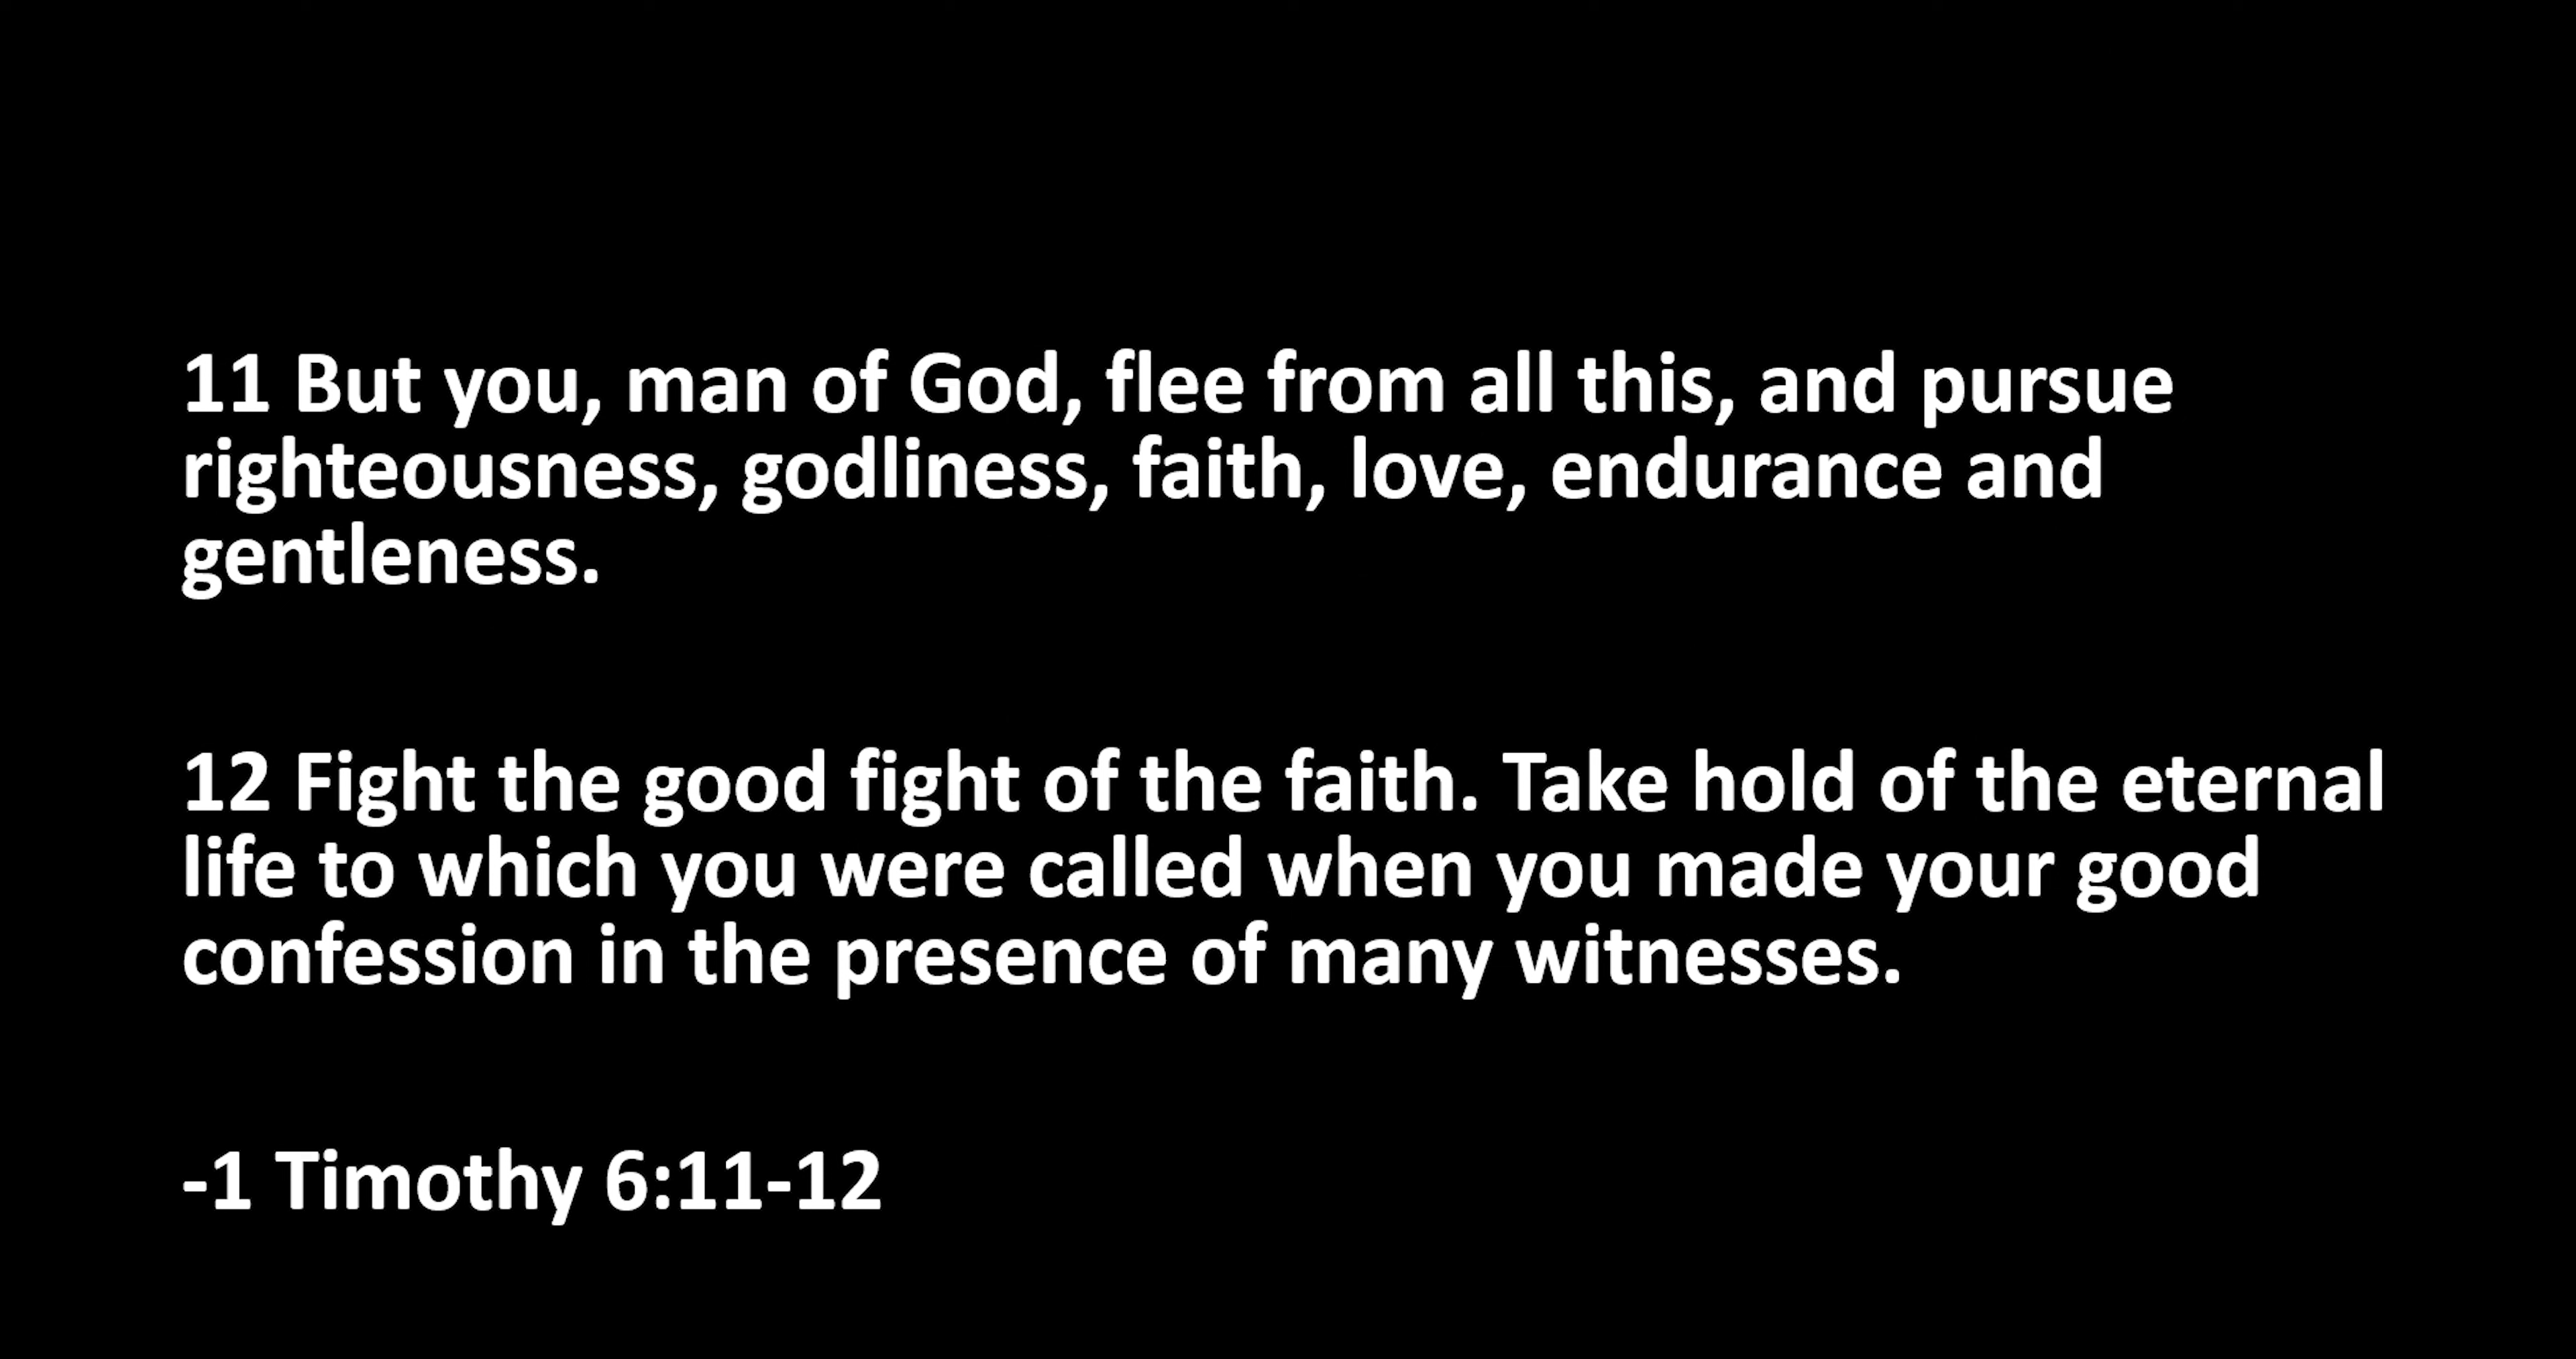 11 But you, man of God, flee from all this, and pursue
righteousness, godliness, faith, love, endurance and
gentleness.
12 Fight the good fight of the faith. Take hold of the eternal
life to which you were called when you made your good
confession in the presence of many witnesses.
-1 Timothy 6:11-12